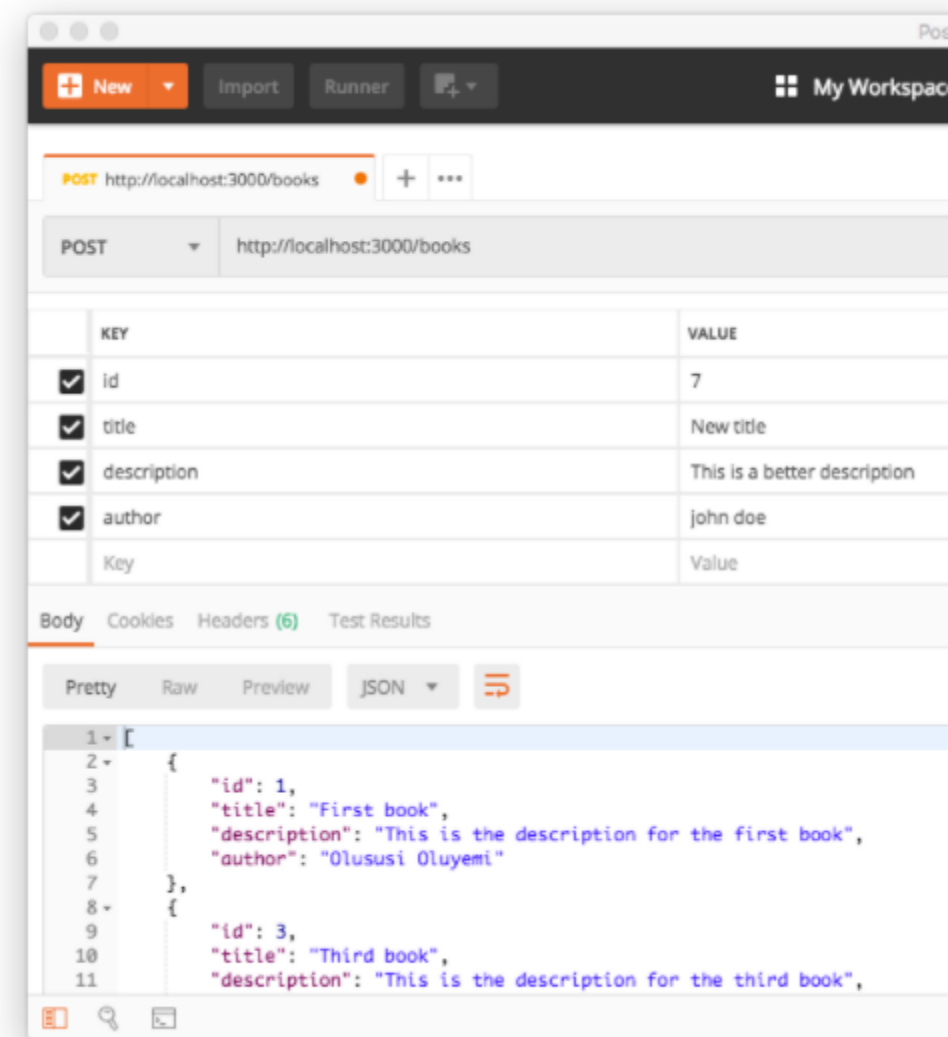 Pos
New Import Runner My Workspace
POST http://localhost:3000/books
POST http://localhost:3000/books
KEY VALUE
id 7
title New title
description This is a better description
author john doe
Key Value
Body Cookies Headers (6) Test Results
Pretty Raw Preview JSON
1 [
2 {
3 "id": 1,
4 "title": "First book",
5 "description": "This is the description for the first book",
6 "author": "Olususi Oluyemi"
7 },
8 {
9 "id": 3,
10 "title": "Third book",
11 "description": "This is the description for the third book",